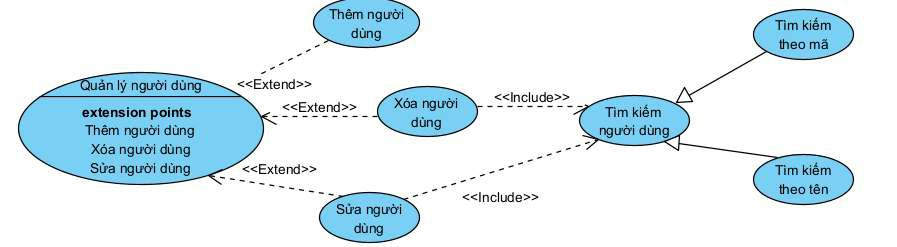 Thêm người
dùng
Quản lý người dùng
extension points
Thêm người dùng
Xóa người dùng
Sửa người dùng
<<Extend>>
<<Extend>>
<<Extend>>
Xóa người
dùng
Sửa người
dùng
<<Include>>
<<Include>>
Tìm kiếm
người dùng
Tìm kiếm
theo mã
Tìm kiếm
theo tên